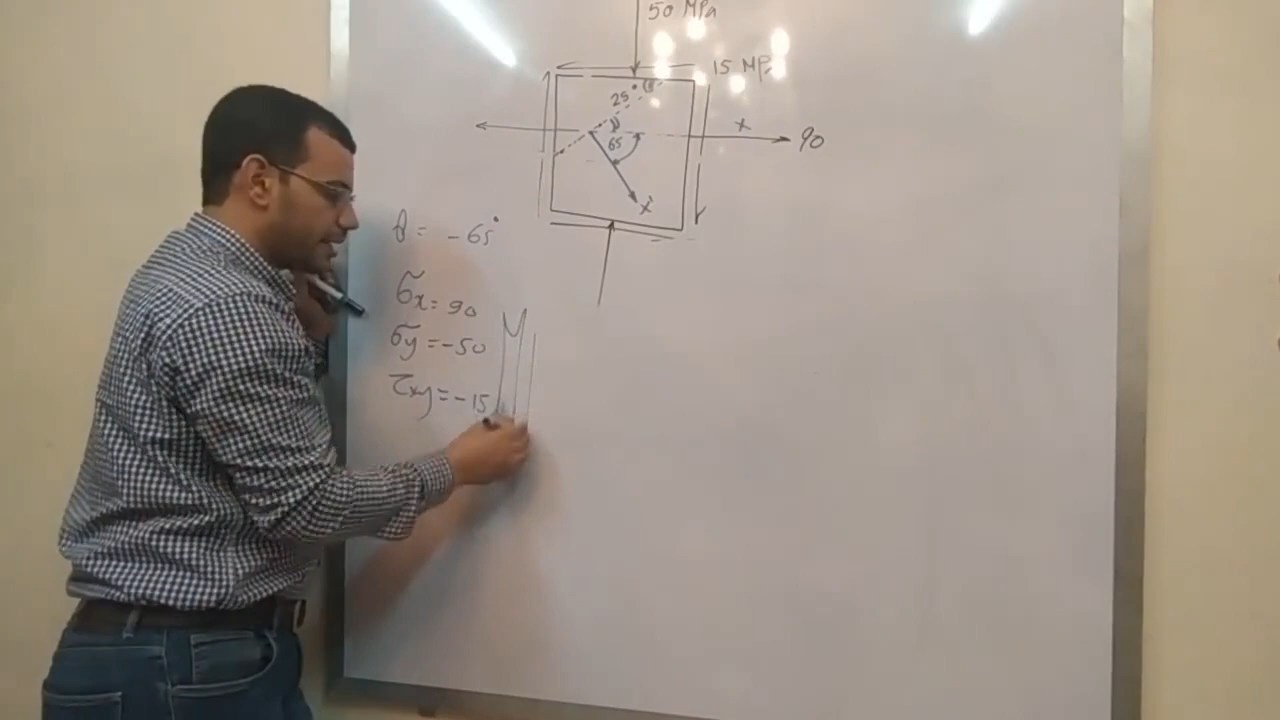 50 MPa
15 MPa
25°
65
x
90
x'
θ = -65°
σx = 90
σy = -50
τxy = -15